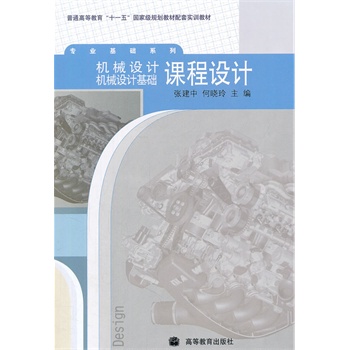 普通高等教育“十一五”国家级规划教材配套实训教材
专业基础系列
机械设计
机械设计基础
课程设计
张建中 何晓玲 主编
Design
高等教育出版社